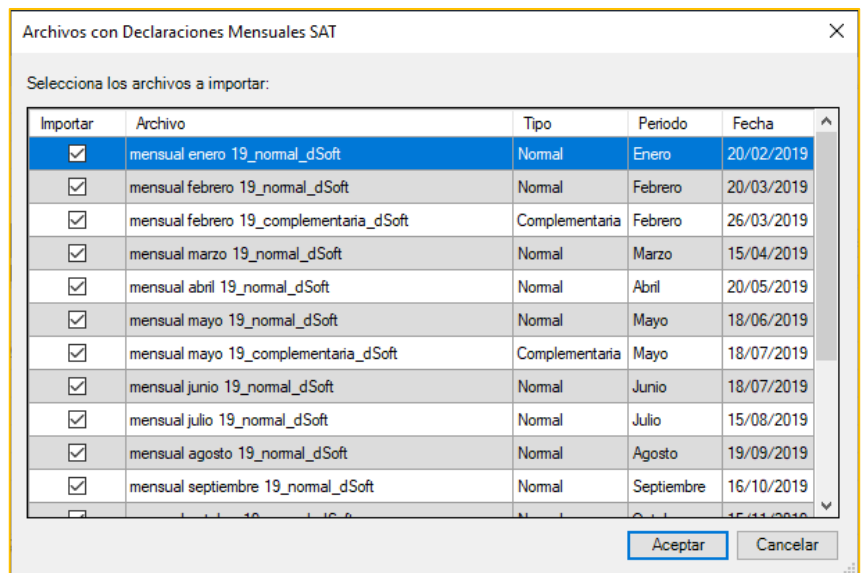 Archivos con Declaraciones Mensuales SAT
Selecciona los archivos a importar:
Importar Archivo Tipo Periodo Fecha
mensual enero 19_normal_dSoft Normal Enero 20/02/2019
mensual febrero 19_normal_dSoft Normal Febrero 20/03/2019
mensual febrero 19_complementaria_dSoft Complementaria Febrero 26/03/2019
mensual marzo 19_normal_dSoft Normal Marzo 15/04/2019
mensual abril 19_normal_dSoft Normal Abril 20/05/2019
mensual mayo 19_normal_dSoft Normal Mayo 18/06/2019
mensual mayo 19_complementaria_dSoft Complementaria Mayo 18/07/2019
mensual junio 19_normal_dSoft Normal Junio 18/07/2019
mensual julio 19_normal_dSoft Normal Julio 15/08/2019
mensual agosto 19_normal_dSoft Normal Agosto 19/09/2019
mensual septiembre 19_normal_dSoft Normal Septiembre 16/10/2019
Aceptar Cancelar